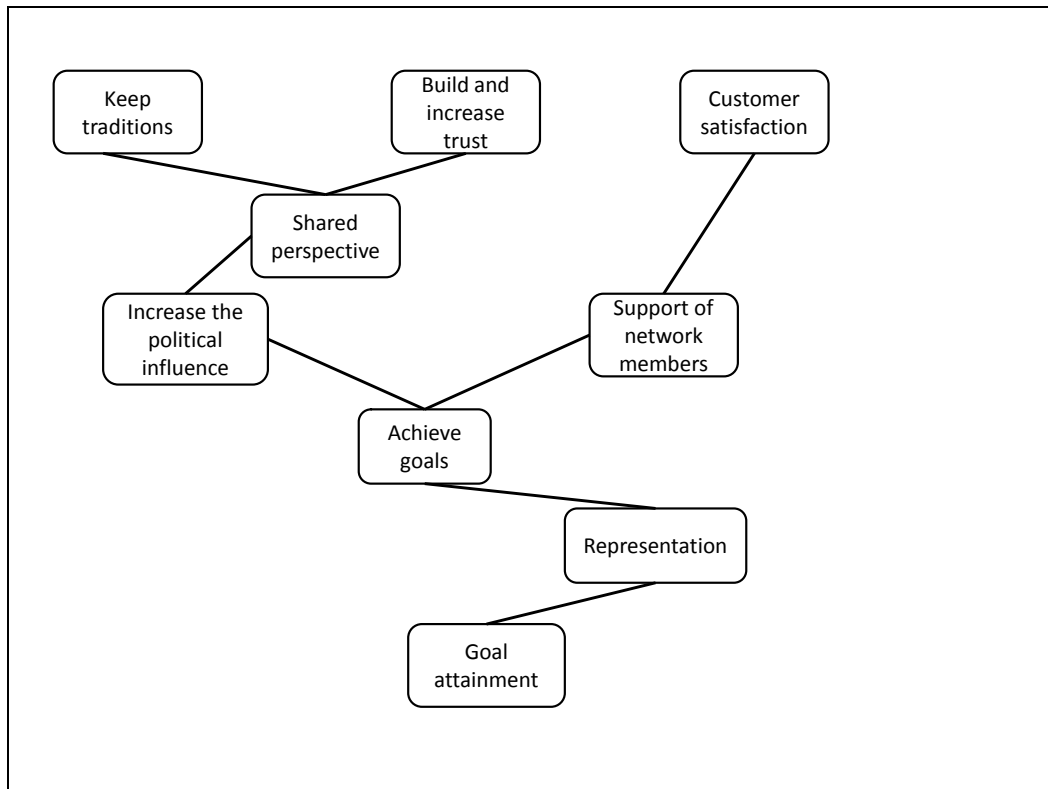 Keep
traditions
Build and
increase
trust
Customer
satisfaction
Shared
perspective
Increase the
political
influence
Support of
network
members
Achieve
goals
Representation
Goal
attainment